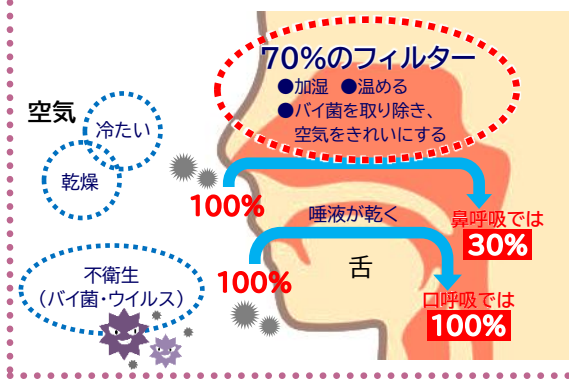 70%のフィルター
●加湿 ●温める
●バイ菌を取り除き、
空気をきれいにする
空気
冷たい
乾燥
100%
唾液が乾く
鼻呼吸では
30%
舌
不衛生
（バイ菌・ウイルス）
100%
口呼吸では
100%